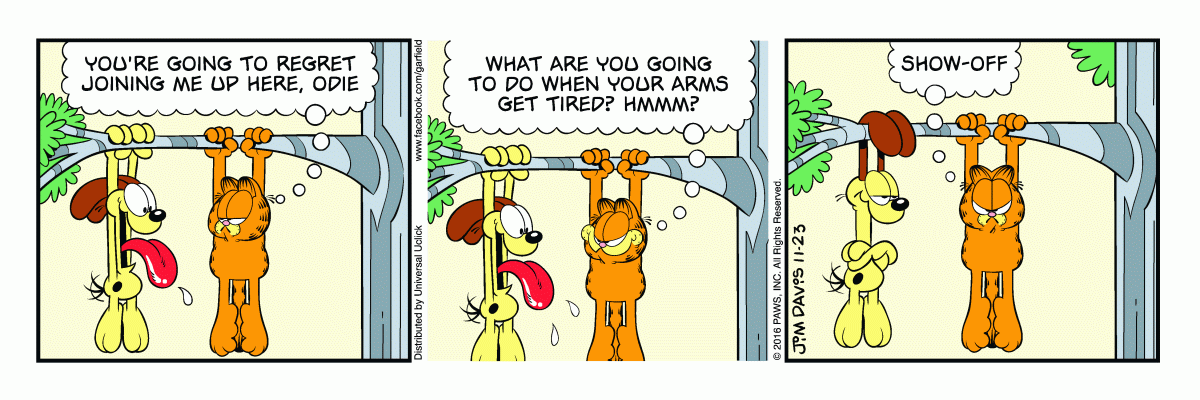 YOU'RE GOING TO REGRET
JOINING ME UP HERE, ODIE
www.facebook.com/garfield
Distributed by Universal Uclick
WHAT ARE YOU GOING
TO DO WHEN YOUR ARMS
GET TIRED? HMMM?
© 2016 PAWS, INC. All Rights Reserved.
JIM DAVIS 11-23
SHOW-OFF